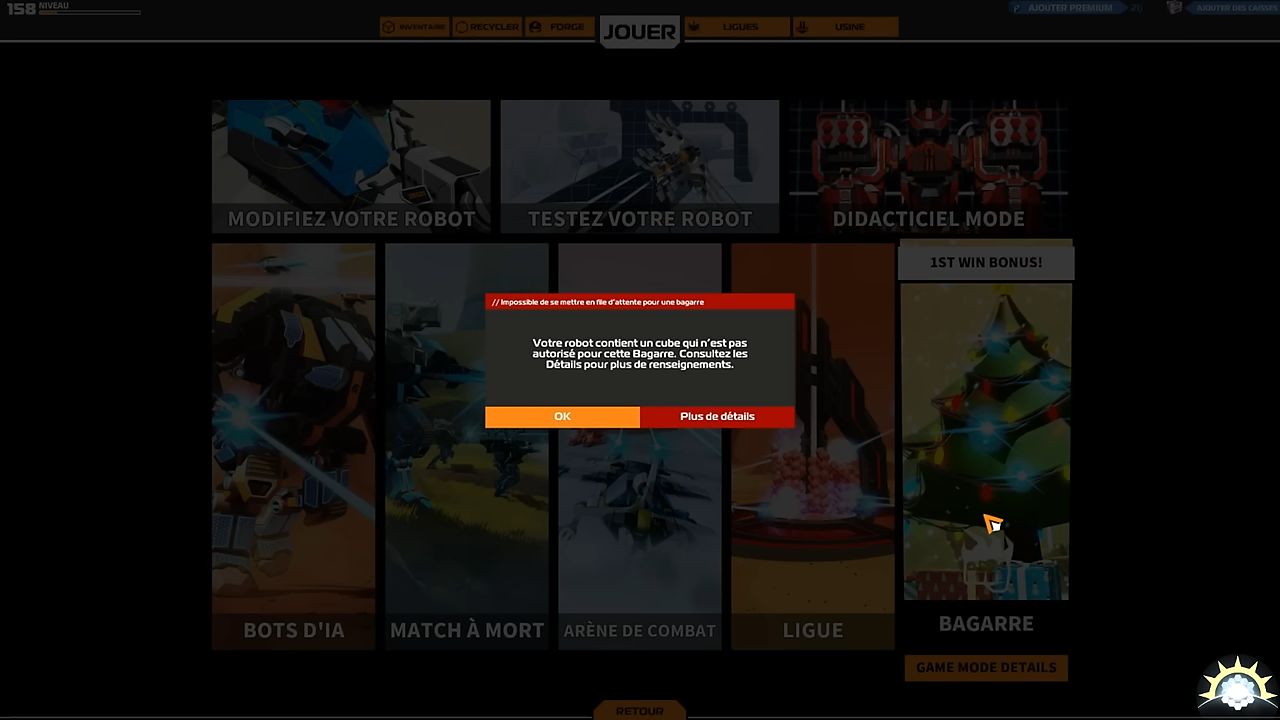 158 NIVEAU
AJOUTER PREMIUM
AJOUTER DES CAISSES
INVENTAIRE
RECYCLER
FORGE
JOUER
LIGUES
USINE
MODIFIEZ VOTRE ROBOT
TESTEZ VOTRE ROBOT
DIDACTICIEL MODE
1ST WIN BONUS!
// Impossible de se mettre en file d'attente pour une bagarre
Votre robot contient un cube qui n'est pas
autorisé pour cette Bagarre. Consultez les
Détails pour plus de renseignements.
OK
Plus de détails
BOTS D'IA
MATCH À MORT
ARÈNE DE COMBAT
LIGUE
BAGARRE
GAME MODE DETAILS
RETOUR